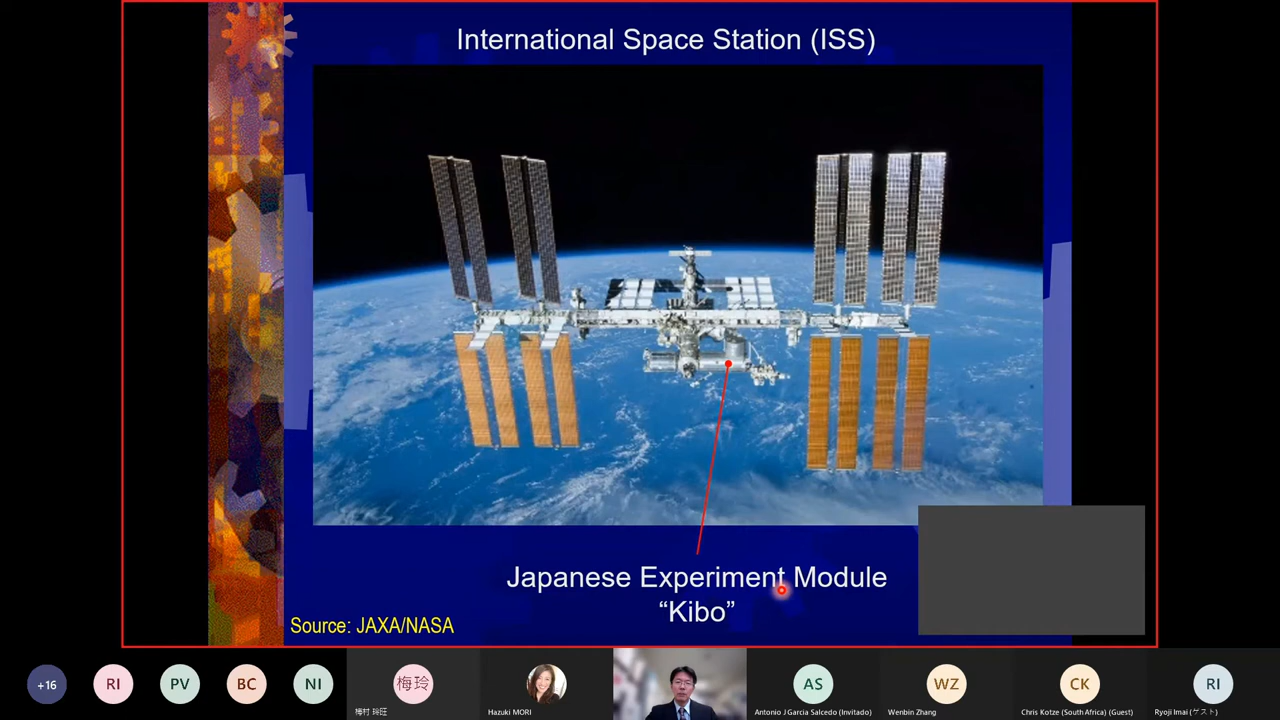 International Space Station (ISS)
Japanese Experiment Module
“Kibo”
Source: JAXA/NASA
+16
RI
PV
BC
NI
梅玲
AS
WZ
CK
RI
梅村 玲旺
Hazuki MORI
Antonio J Garcia Salcedo (Invitado)
Wenbin Zhang
Chris Kotze (South Africa) (Guest)
Ryoji Imai (ゲスト)